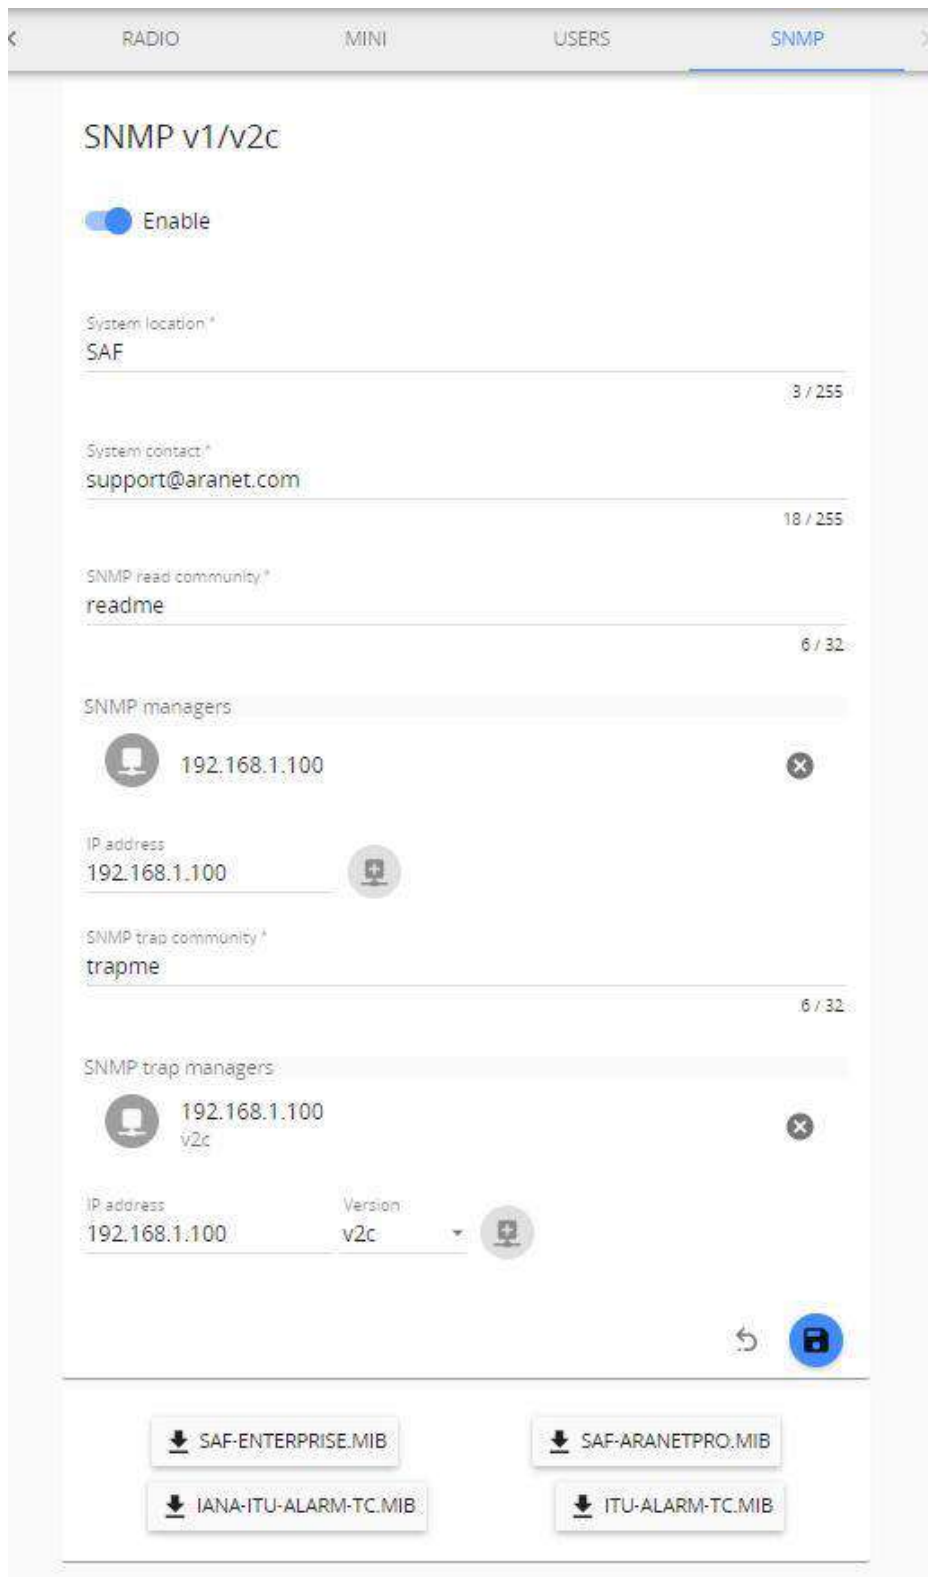 RADIO MINI USERS SNMP
SNMP v1/v2c
Enable
System location *
SAF
3 / 255
System contact *
support@aranet.com
18 / 255
SNMP read community *
readme
6 / 32
SNMP managers
192.168.1.100
IP address
192.168.1.100
SNMP trap community *
trapme
6 / 32
SNMP trap managers
192.168.1.100
v2c
IP address Version
192.168.1.100 v2c
SAF-ENTERPRISE.MIB SAF-ARANETPRO.MIB
IANA-ITU-ALARM-TC.MIB ITU-ALARM-TC.MIB